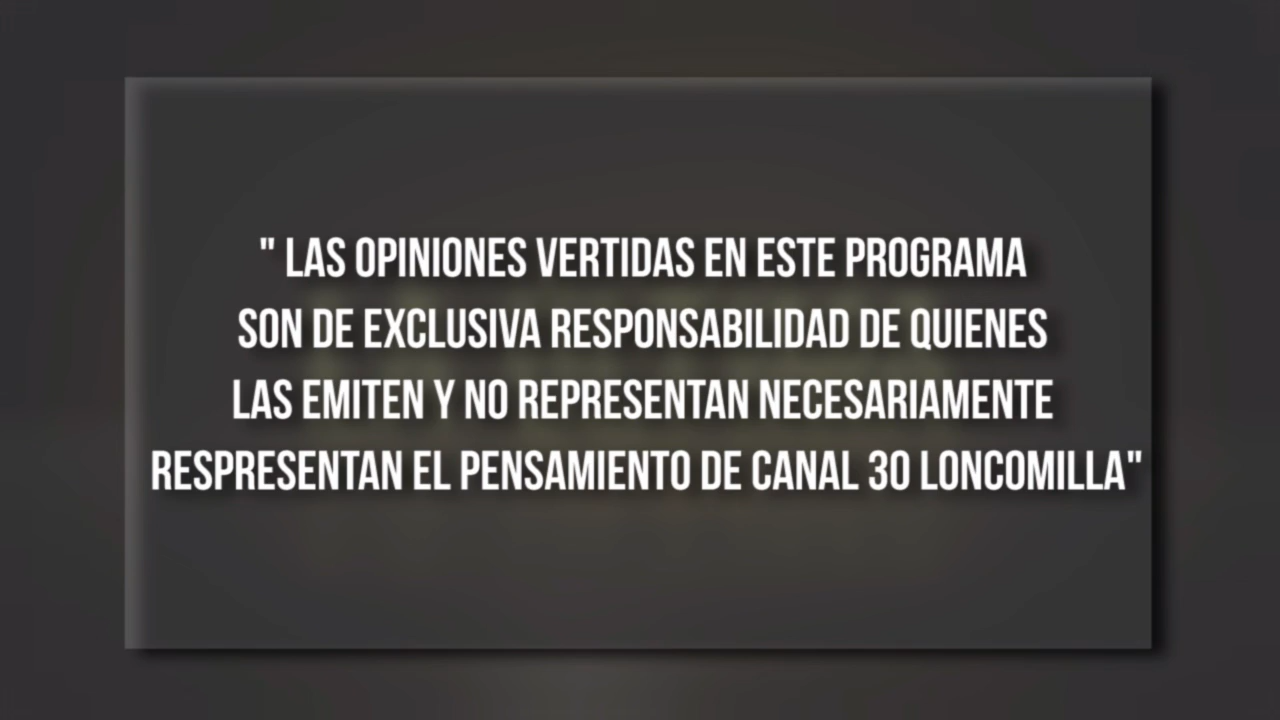 " LAS OPINIONES VERTIDAS EN ESTE PROGRAMA
SON DE EXCLUSIVA RESPONSABILIDAD DE QUIENES
LAS EMITEN Y NO REPRESENTAN NECESARIAMENTE
RESPRESENTAN EL PENSAMIENTO DE CANAL 30 LONCOMILLA"